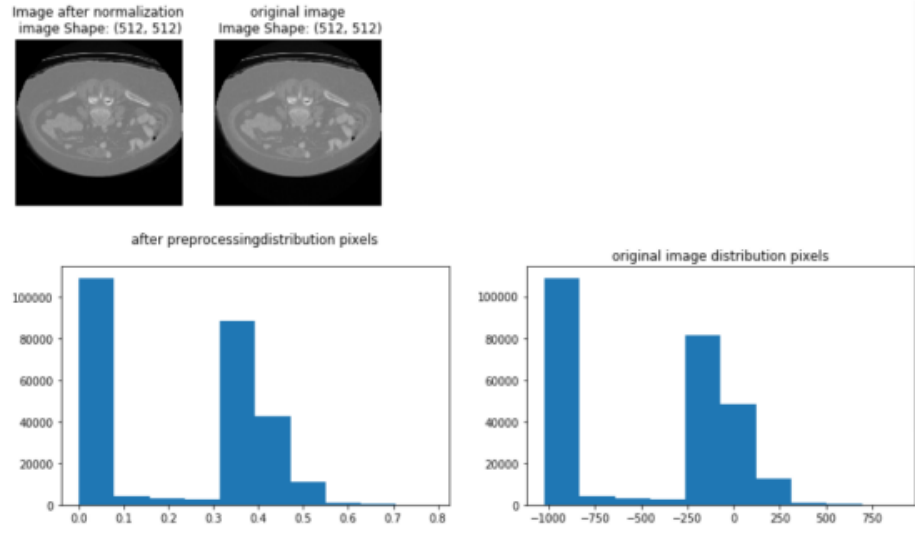 Image after normalization
image Shape: (512, 512)
original image
Image Shape: (512, 512)
after preprocessingdistribution pixels
100000
80000
60000
40000
20000
0
0.0 0.1 0.2 0.3 0.4 0.5 0.6 0.7 0.8
original image distribution pixels
100000
80000
60000
40000
20000
0
−1000 −750 −500 −250 0 250 500 750